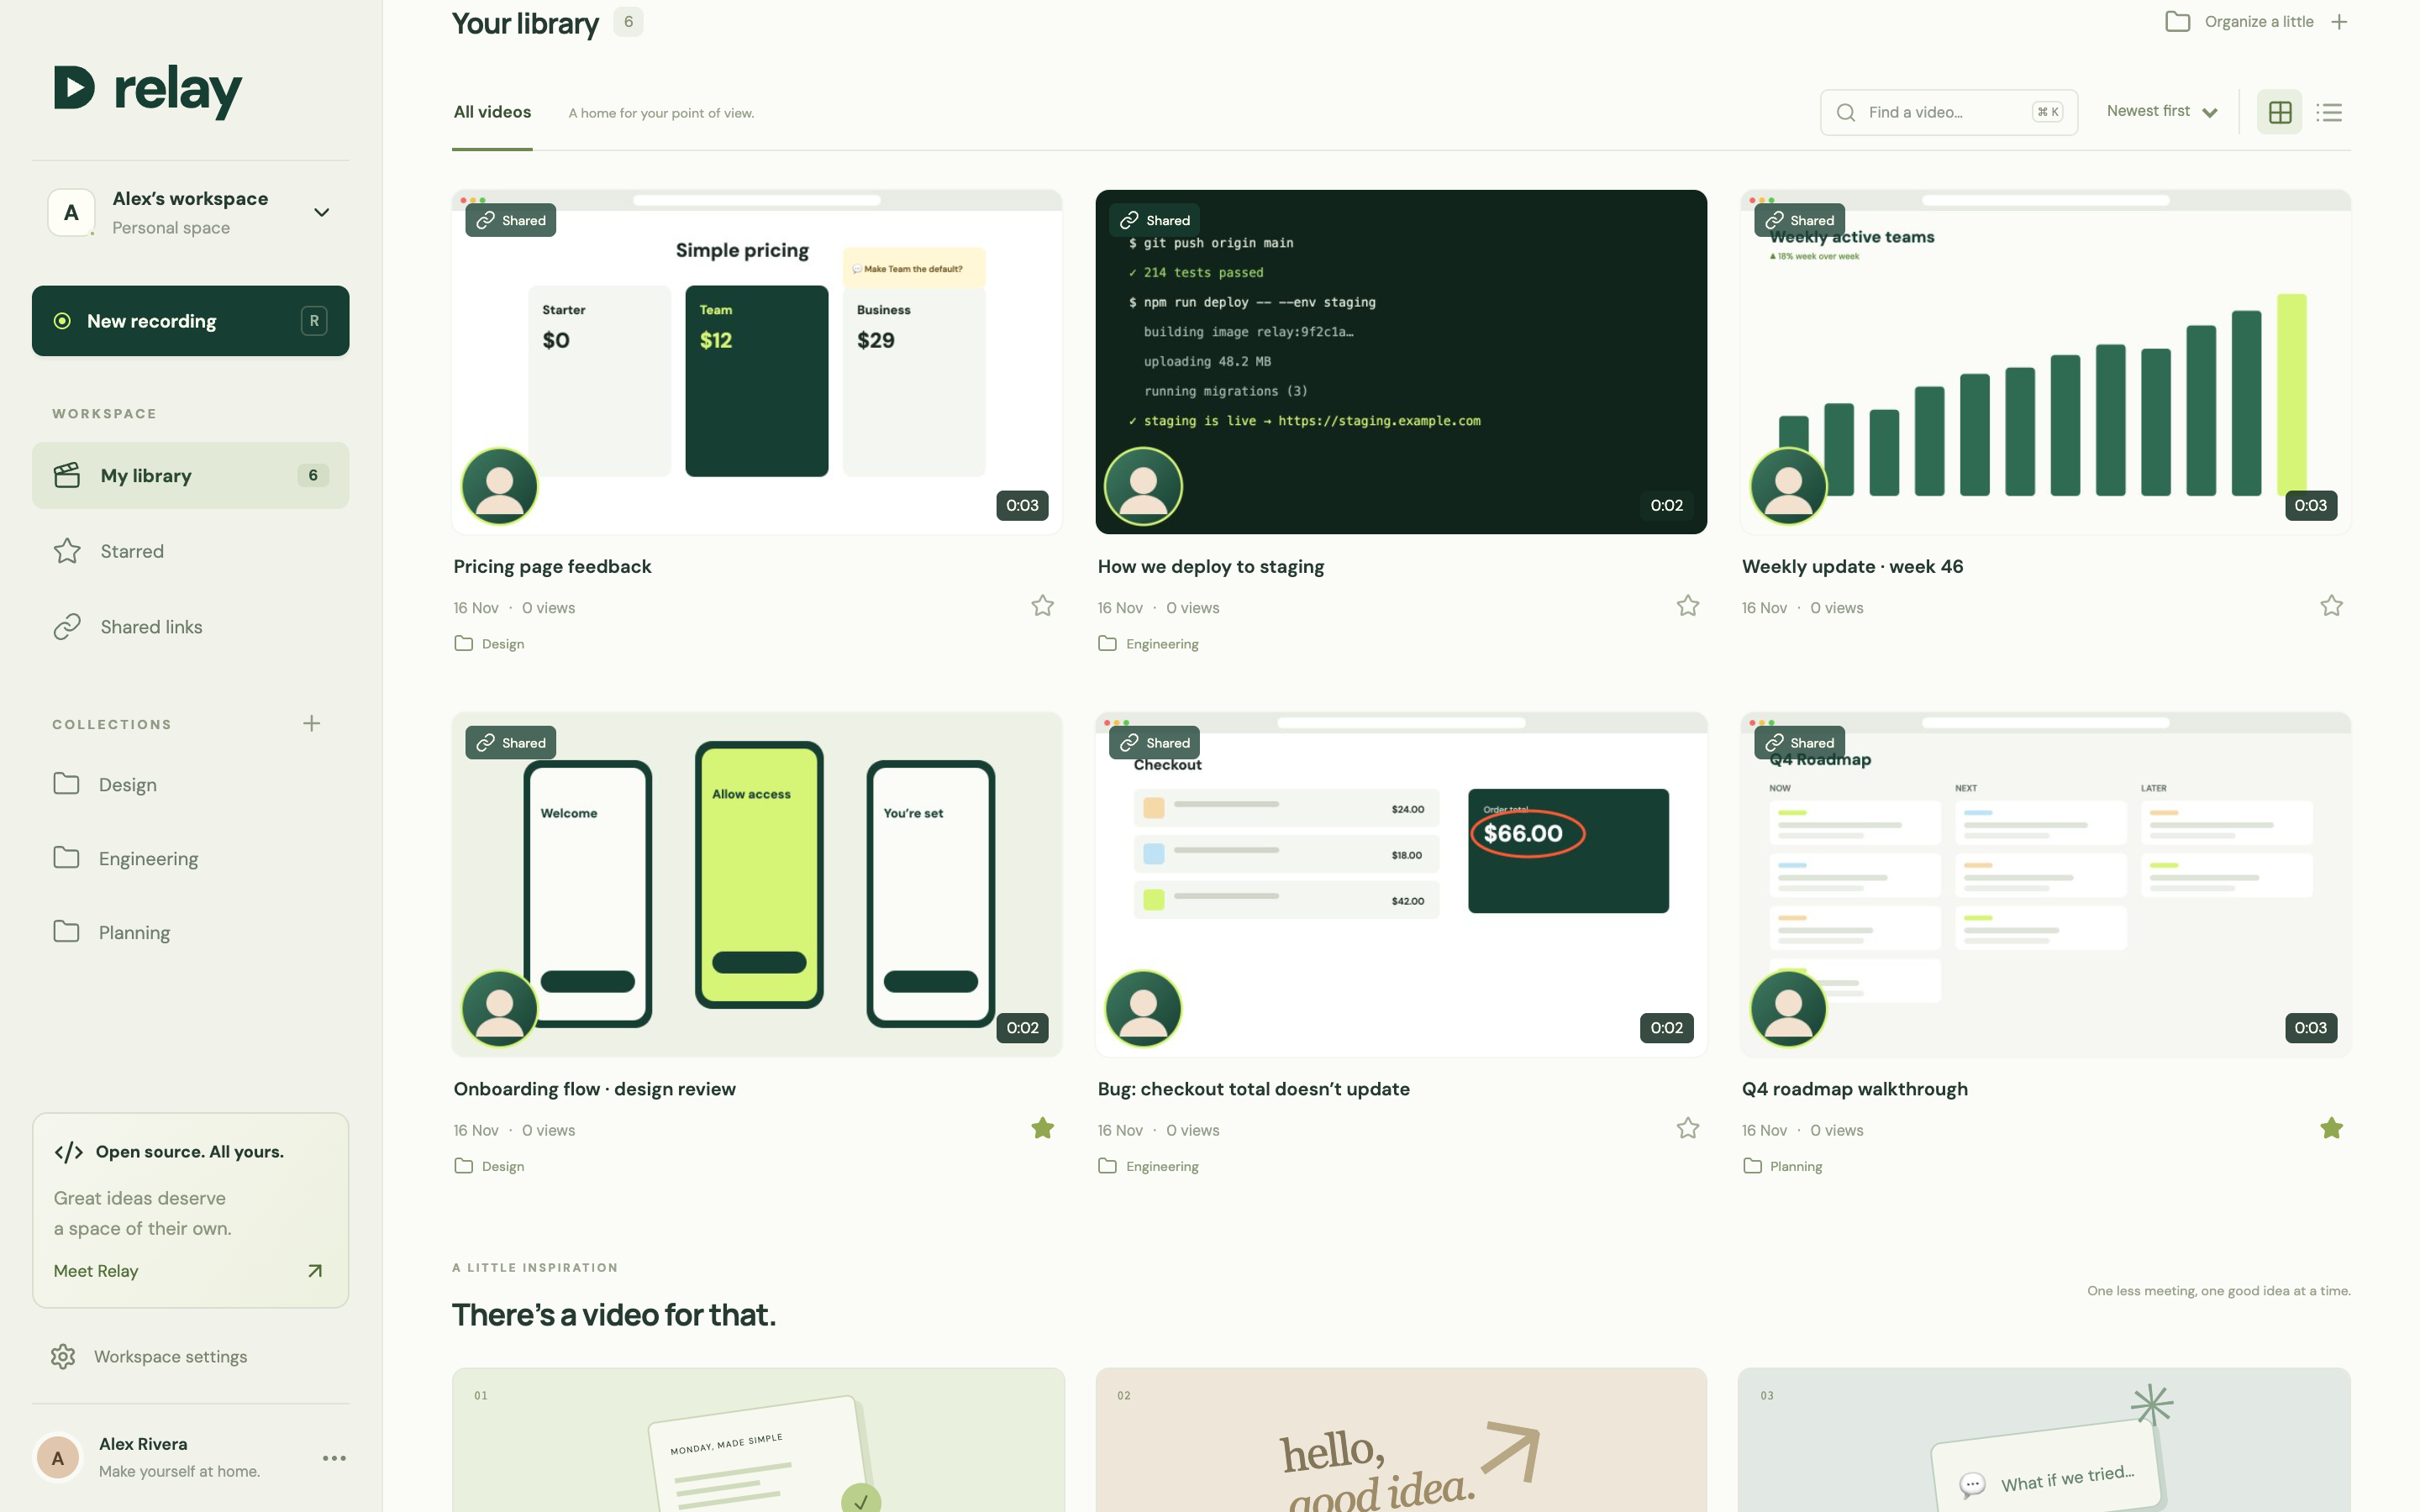 relay
A
Alex's workspace
Personal space
New recording
R
WORKSPACE
My library
6
Starred
Shared links
COLLECTIONS
Design
Engineering
Planning
Open source. All yours.
Great ideas deserve
a space of their own.
Meet Relay
Workspace settings
A
Alex Rivera
Make yourself at home.
Your library
6
Organize a little
All videos
A home for your point of view.
Find a video…
⌘ K
Newest first
Shared
Simple pricing
💬 Make Team the default?
Starter
$0
Team
$12
Business
$29
0:03
Pricing page feedback
16 Nov · 0 views
Design
Shared
$ git push origin main
✓ 214 tests passed
$ npm run deploy -- --env staging
building image relay:9f2c1a…
uploading 48.2 MB
running migrations (3)
✓ staging is live → https://staging.example.com
0:02
How we deploy to staging
16 Nov · 0 views
Engineering
Shared
Weekly active teams
▲ 18% week over week
0:03
Weekly update · week 46
16 Nov · 0 views
Shared
Welcome
Allow access
You're set
0:02
Onboarding flow · design review
16 Nov · 0 views
Design
Shared
Checkout
$24.00
$18.00
$42.00
Order total
$66.00
0:02
Bug: checkout total doesn't update
16 Nov · 0 views
Engineering
Shared
Q4 Roadmap
NOW
NEXT
LATER
0:03
Q4 roadmap walkthrough
16 Nov · 0 views
Planning
A LITTLE INSPIRATION
There's a video for that.
One less meeting, one good idea at a time.
01
MONDAY, MADE SIMPLE
02
hello,
good idea.
03
💬 What if we tried…